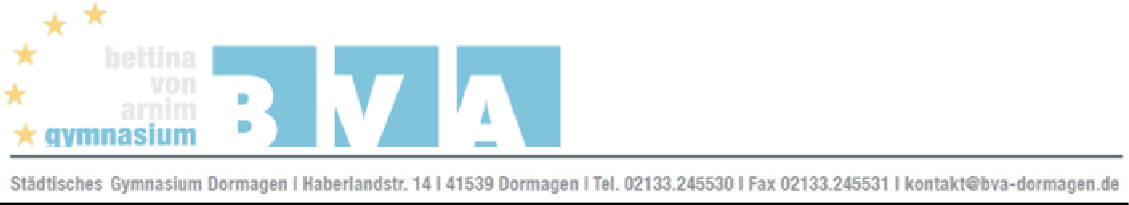 bettina
von
arnim
gymnasium
BVA
Städtisches Gymnasium Dormagen I Haberlandstr. 14 I 41539 Dormagen I Tel. 02133.245530 I Fax 02133.245531 I kontakt@bva-dormagen.de